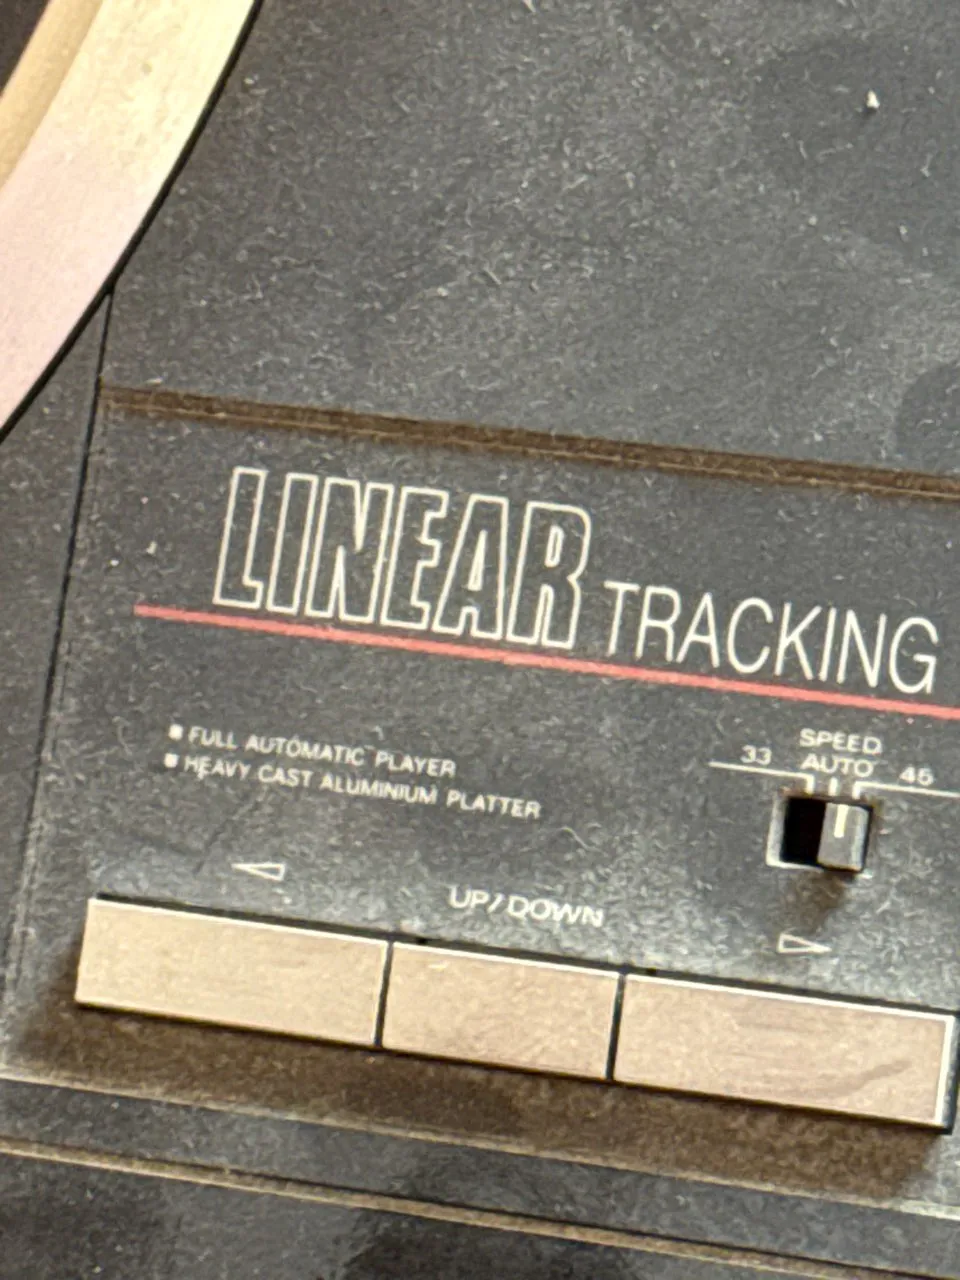 LINEAR TRACKING
■ FULL AUTOMATIC PLAYER
■ HEAVY CAST ALUMINIUM PLATTER
SPEED
33 AUTO 45
UP/DOWN